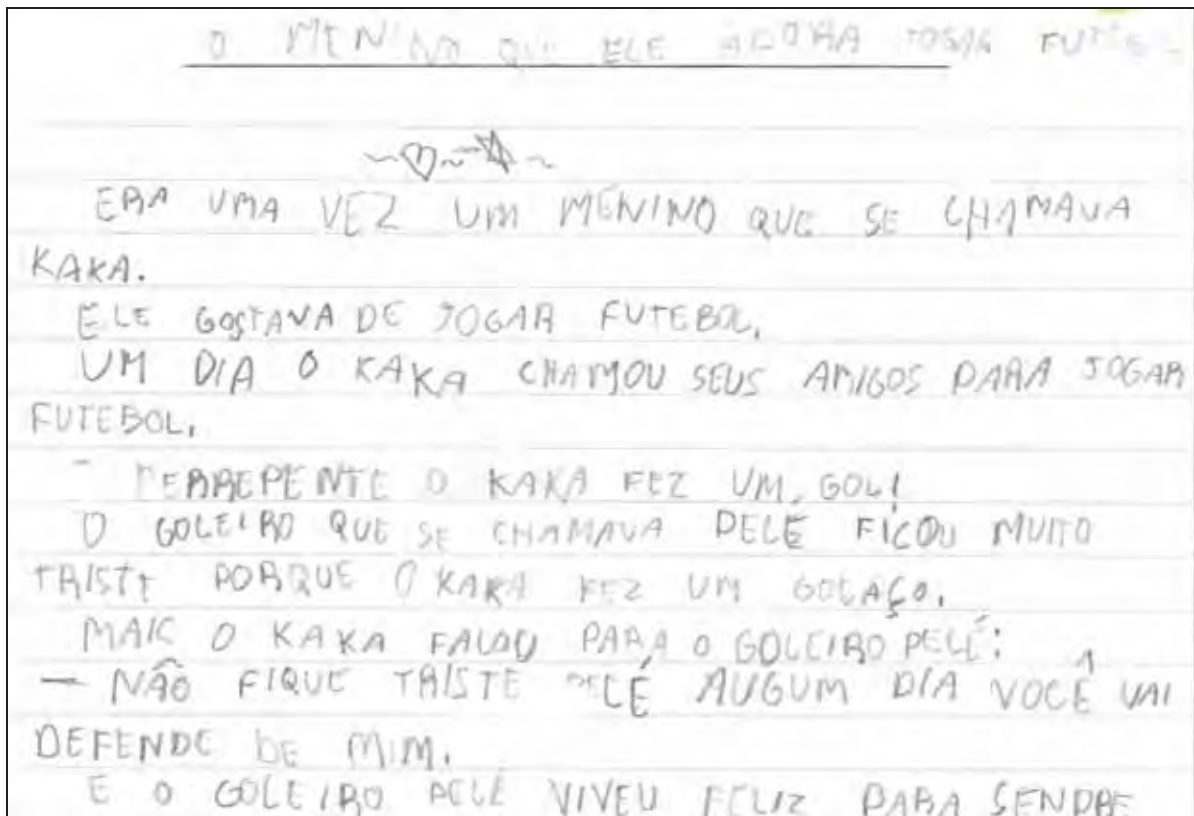 O MENINO QUE ELE ADORA JOGAR
ERA UMA VEZ UM MENINO QUE SE CHAMAVA
KAKA.
ELE GOSTAVA DE JOGAR FUTEBOL.
UM DIA O KAKA CHAMOU SEUS AMIGOS PARA JOGAR
FUTEBOL.
DERREPENTE O KAKA FEZ UM GOL!
O GOLEIRO QUE SE CHAMAVA PELÉ FICOU MUITO
TRISTE PORQUE O KAKA FEZ UM GOLAÇO.
MAIS O KAKA FALOU PARA O GOLEIRO PELÉ:
— NÃO FIQUE TRISTE PELÉ AUGUM DIA VOCÊ VAI
DEFENDE DE MIM.
E O GOLEIRO PELÉ VIVEU FELIZ PARA SENPRE